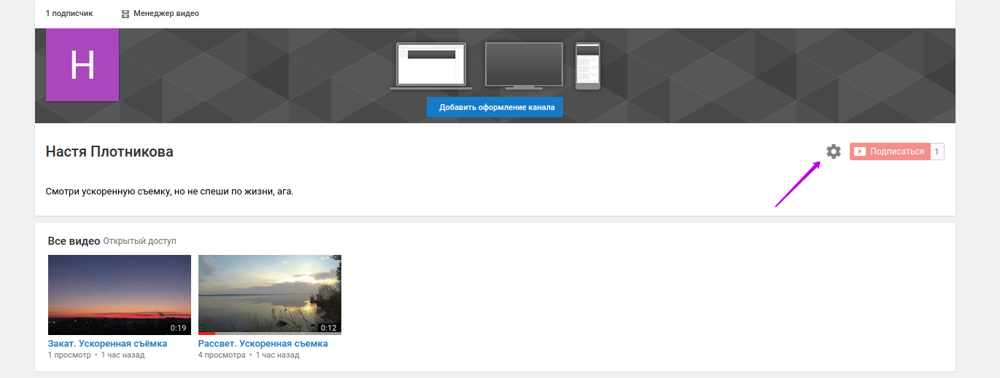 1 подписчик Менеджер видео
Н
Добавить оформление канала
Настя Плотникова Подписаться 1
Смотри ускоренную съемку, но не спеши по жизни, ага.
Все видео Открытый доступ
0:19 0:12
Закат. Ускоренная съёмка Рассвет. Ускоренная съемка
1 просмотр • 1 час назад 4 просмотра • 1 час назад